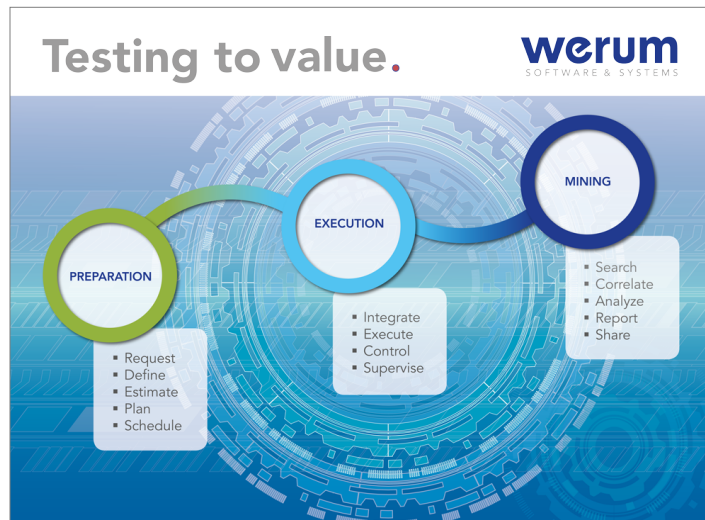 Testing to value.
werum
SOFTWARE & SYSTEMS
PREPARATION
▪ Request
▪ Define
▪ Estimate
▪ Plan
▪ Schedule
EXECUTION
▪ Integrate
▪ Execute
▪ Control
▪ Supervise
MINING
▪ Search
▪ Correlate
▪ Analyze
▪ Report
▪ Share